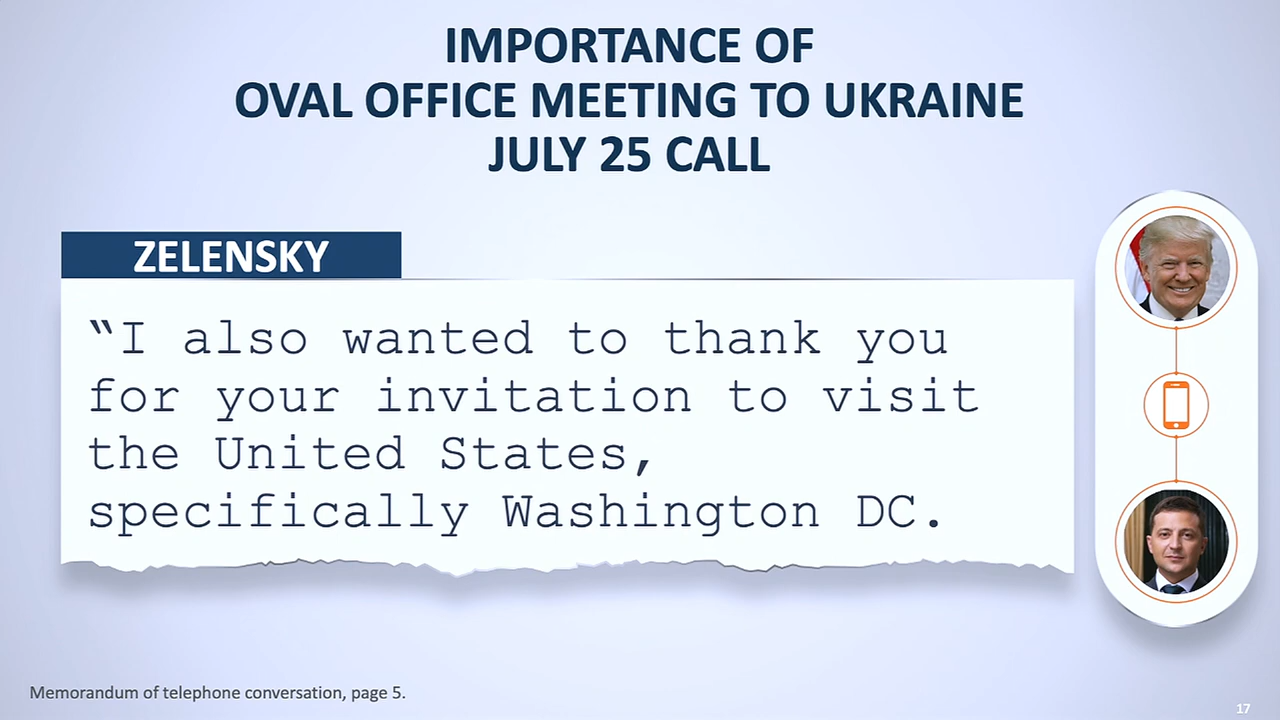 IMPORTANCE OF
OVAL OFFICE MEETING TO UKRAINE
JULY 25 CALL
ZELENSKY
“I also wanted to thank you
for your invitation to visit
the United States,
specifically Washington DC.
Memorandum of telephone conversation, page 5.
17